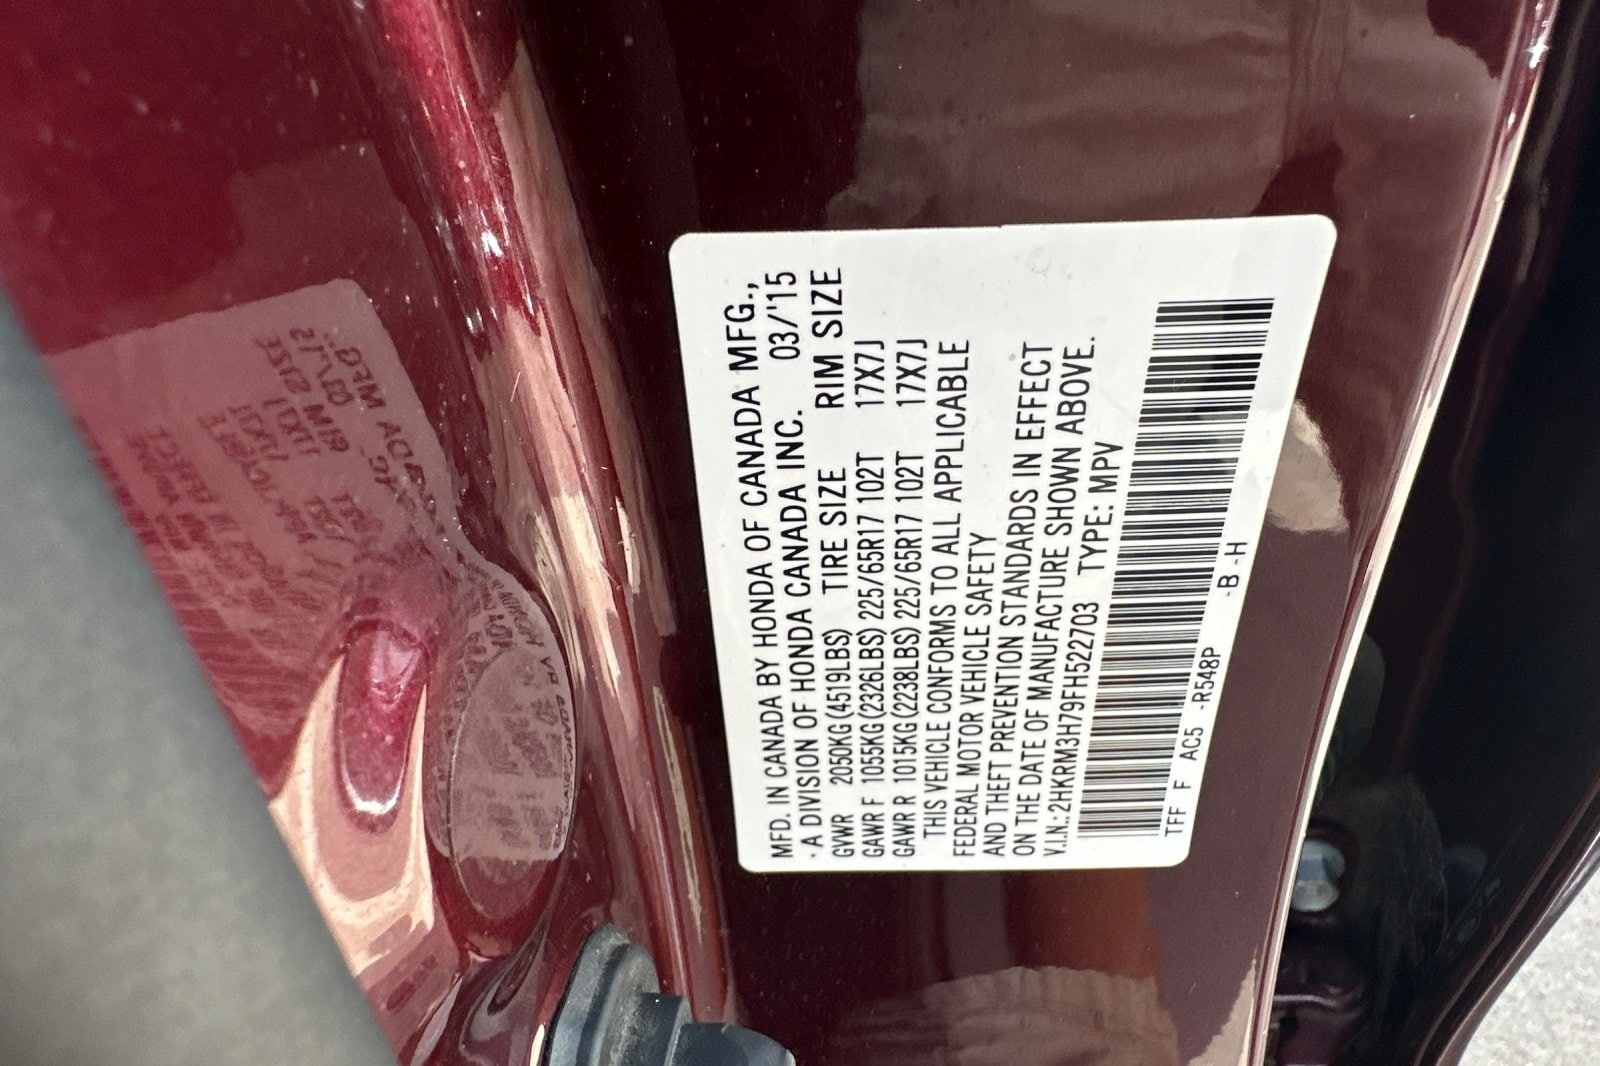 MFD. IN CANADA BY HONDA OF CANADA MFG.,
· A DIVISION OF HONDA CANADA INC. 03/'15
GVWR 2050KG (4519LBS) TIRE SIZE RIM SIZE
GAWR F 1055KG (2326LBS) 225/65R17 102T 17X7J
GAWR R 1015KG (2238LBS) 225/65R17 102T 17X7J
THIS VEHICLE CONFORMS TO ALL APPLICABLE
FEDERAL MOTOR VEHICLE SAFETY
AND THEFT PREVENTION STANDARDS IN EFFECT
ON THE DATE OF MANUFACTURE SHOWN ABOVE.
V.I.N.: 2HKRM3H79FH522703 TYPE: MPV
TFF F AC5 -R548P -B -H